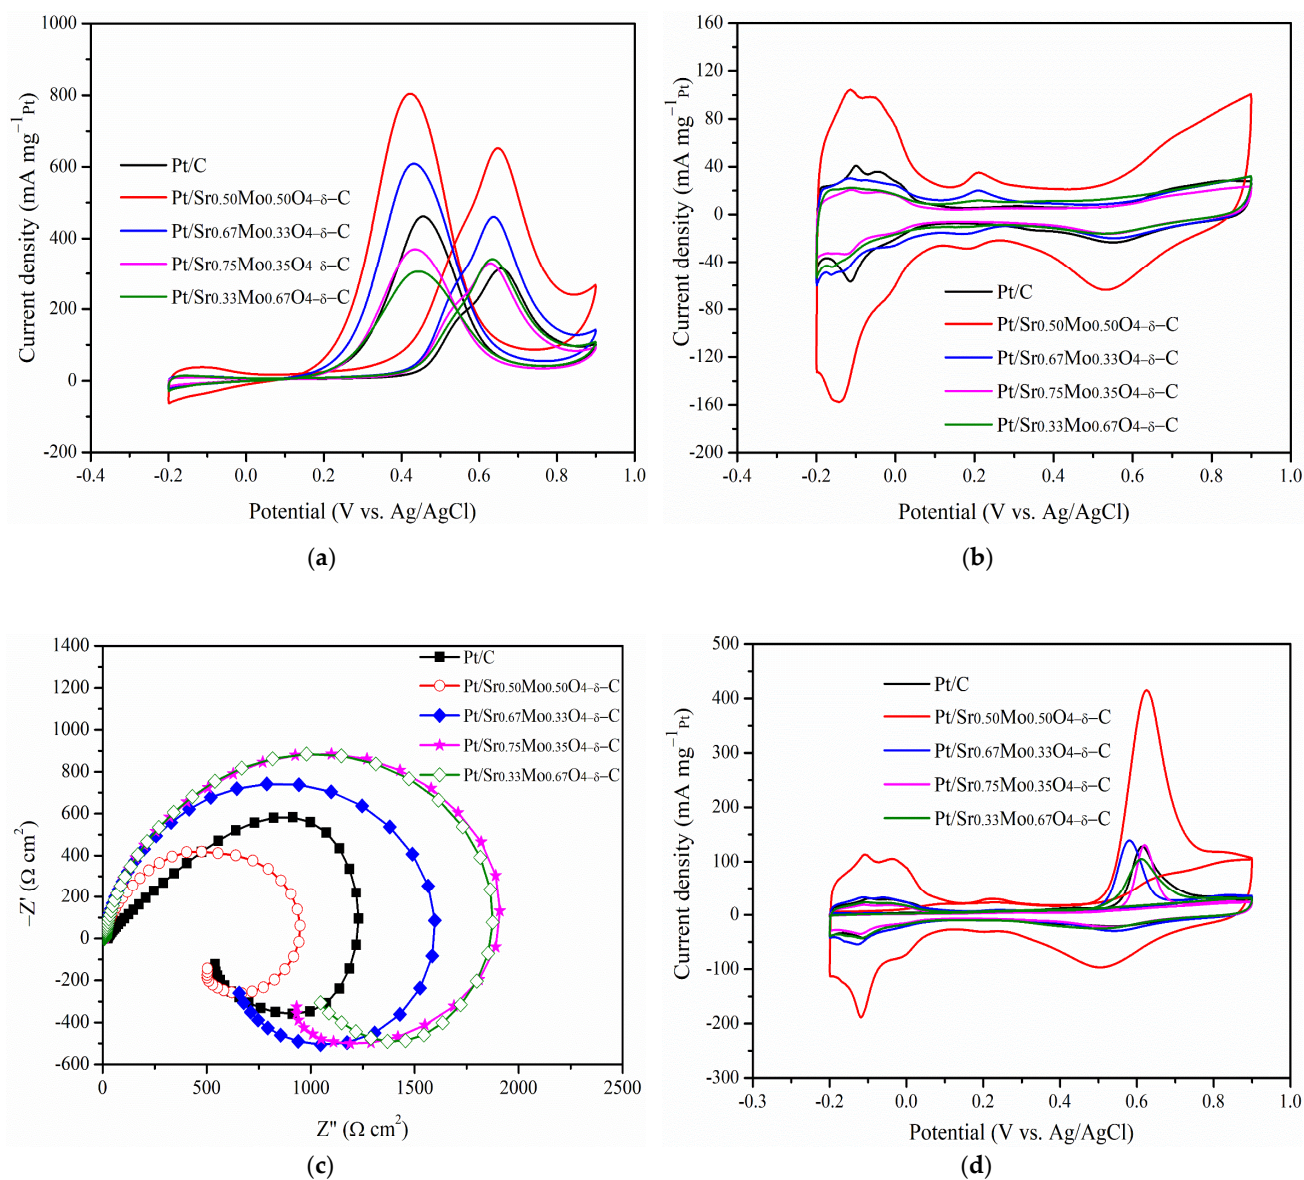 1000
800
600
400
200
0
-200
-0.4
-0.2
0.0
0.2
0.4
0.6
0.8
1.0
Current density (mA mg−1Pt)
Potential (V vs. Ag/AgCl)
Pt/C
Pt/Sr0.50Mo0.50O4–δ–C
Pt/Sr0.67Mo0.33O4–δ–C
Pt/Sr0.75Mo0.35O4 δ–C
Pt/Sr0.33Mo0.67O4–δ–C
(a)
160
120
80
40
0
-40
-80
-120
-160
-200
-0.4
-0.2
0.0
0.2
0.4
0.6
0.8
1.0
Current density (mA mg−1Pt)
Potential (V vs. Ag/AgCl)
Pt/C
Pt/Sr0.50Mo0.50O4–δ–C
Pt/Sr0.67Mo0.33O4–δ–C
Pt/Sr0.75Mo0.35O4–δ–C
Pt/Sr0.33Mo0.67O4–δ–C
(b)
1400
1200
1000
800
600
400
200
0
-200
-400
-600
0
500
1000
1500
2000
2500
–Z' (Ω cm2)
Z'' (Ω cm2)
Pt/C
Pt/Sr0.50Mo0.50O4–δ–C
Pt/Sr0.67Mo0.33O4–δ–C
Pt/Sr0.75Mo0.35O4–δ–C
Pt/Sr0.33Mo0.67O4–δ–C
(c)
500
400
300
200
100
0
-100
-200
-300
-0.3
-0.2
0.0
0.2
0.4
0.6
0.8
1.0
Current density (mA mg−1Pt)
Potential (V vs. Ag/AgCl)
Pt/C
Pt/Sr0.50Mo0.50O4–δ–C
Pt/Sr0.67Mo0.33O4–δ–C
Pt/Sr0.75Mo0.35O4–δ–C
Pt/Sr0.33Mo0.67O4–δ–C
(d)